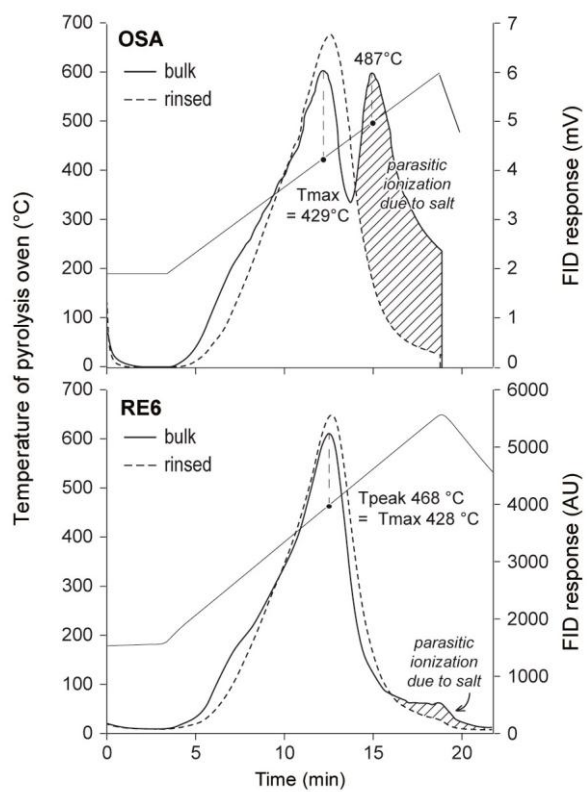 Temperature of pyrolysis oven (°C)
700
600
500
400
300
200
100
0
OSA
bulk
rinsed
487°C
Tmax
= 429°C
parasitic
ionization
due to salt
7
6
5
4
3
2
1
0
FID response (mV)
700
600
500
400
300
200
100
0
RE6
bulk
rinsed
Tpeak 468 °C
= Tmax 428 °C
parasitic
ionization
due to salt
6000
5000
4000
3000
2000
1000
0
FID response (AU)
0
5
10
15
20
Time (min)